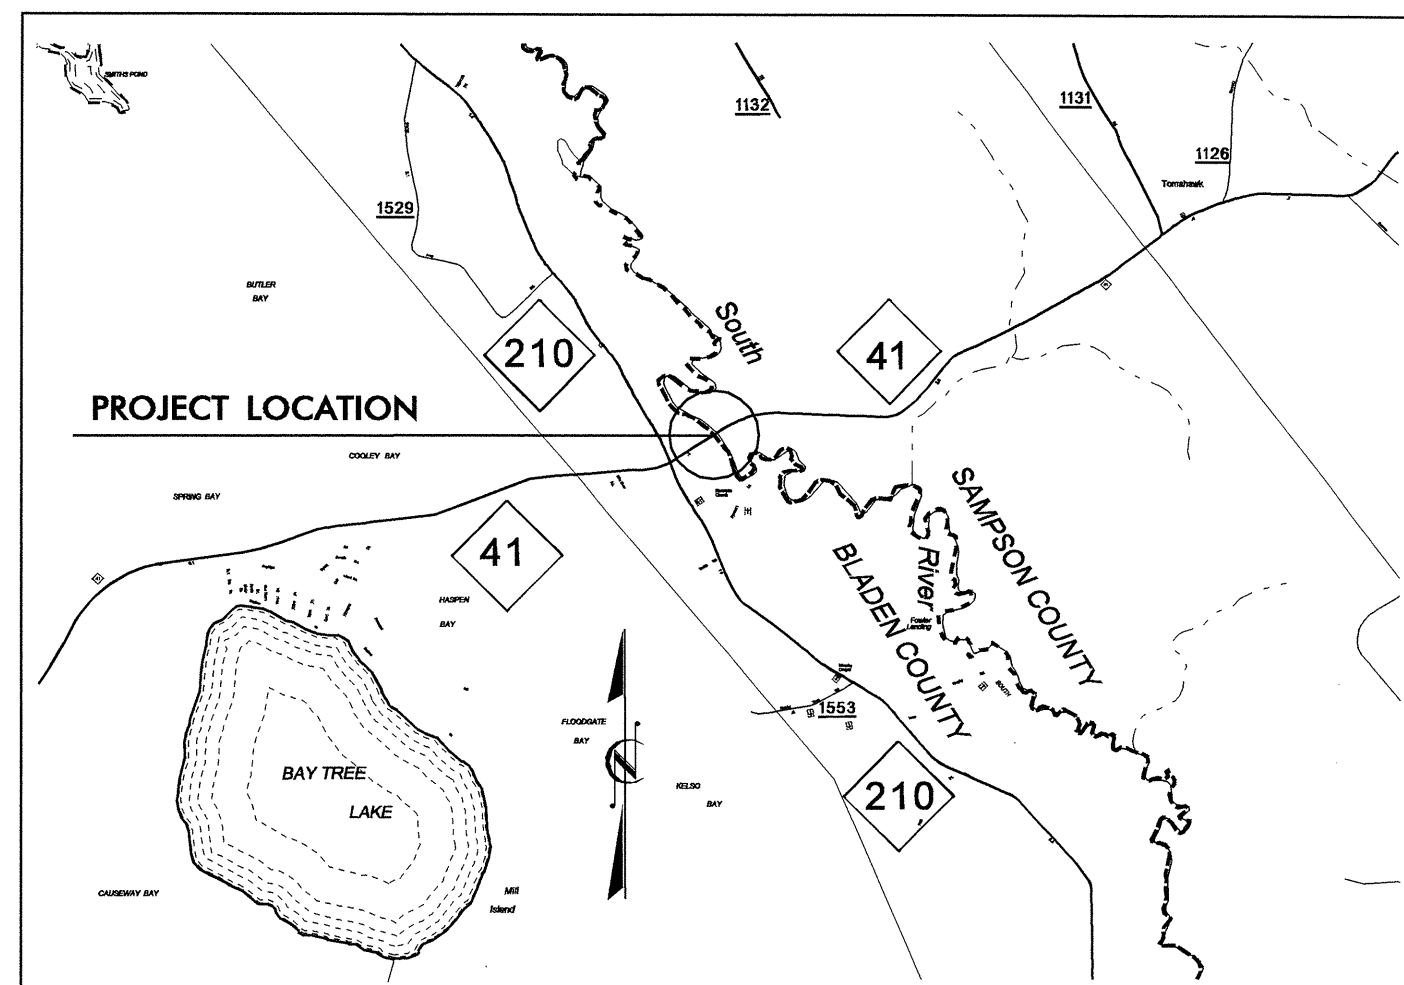 SMITHS POND
1132
1131
1126
Tomahawk
1529
BUTLER
BAY
South
210
41
PROJECT LOCATION
COOLEY BAY
SPRING BAY
41
SAMPSON COUNTY
BLADEN COUNTY
River
HASPEN
BAY
Fowler
Landing
SOUTH
1553
FLOODGATE
BAY
N
KELSO
BAY
210
BAY TREE
LAKE
CAUSEWAY BAY
Mill
Island